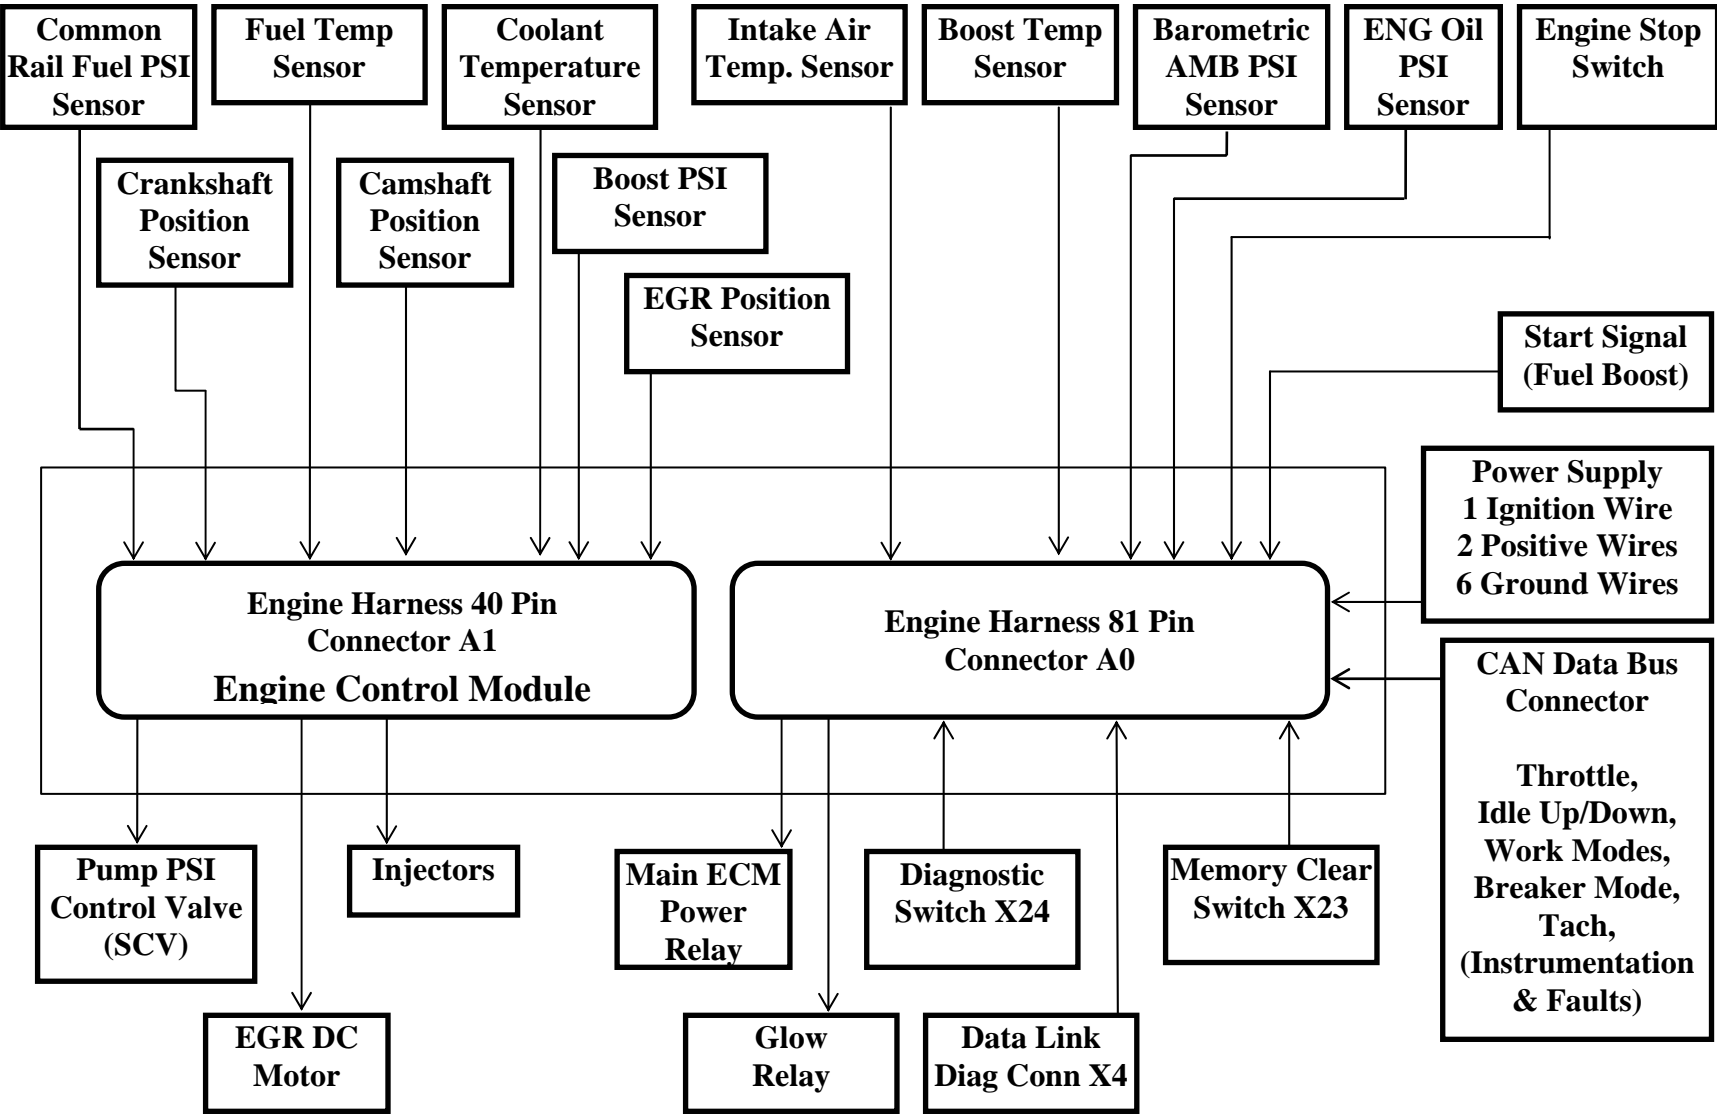 Common
Rail Fuel PSI
Sensor
Fuel Temp
Sensor
Coolant
Temperature
Sensor
Intake Air
Temp. Sensor
Boost Temp
Sensor
Barometric
AMB PSI
Sensor
ENG Oil
PSI
Sensor
Engine Stop
Switch
Crankshaft
Position
Sensor
Camshaft
Position
Sensor
Boost PSI
Sensor
EGR Position
Sensor
Start Signal
(Fuel Boost)
Power Supply
1 Ignition Wire
2 Positive Wires
6 Ground Wires
Engine Harness 40 Pin
Connector A1
Engine Control Module
Engine Harness 81 Pin
Connector A0
CAN Data Bus
Connector
Throttle,
Idle Up/Down,
Work Modes,
Breaker Mode,
Tach,
(Instrumentation
& Faults)
Pump PSI
Control Valve
(SCV)
Injectors
Main ECM
Power
Relay
Diagnostic
Switch X24
Memory Clear
Switch X23
EGR DC
Motor
Glow
Relay
Data Link
Diag Conn X4